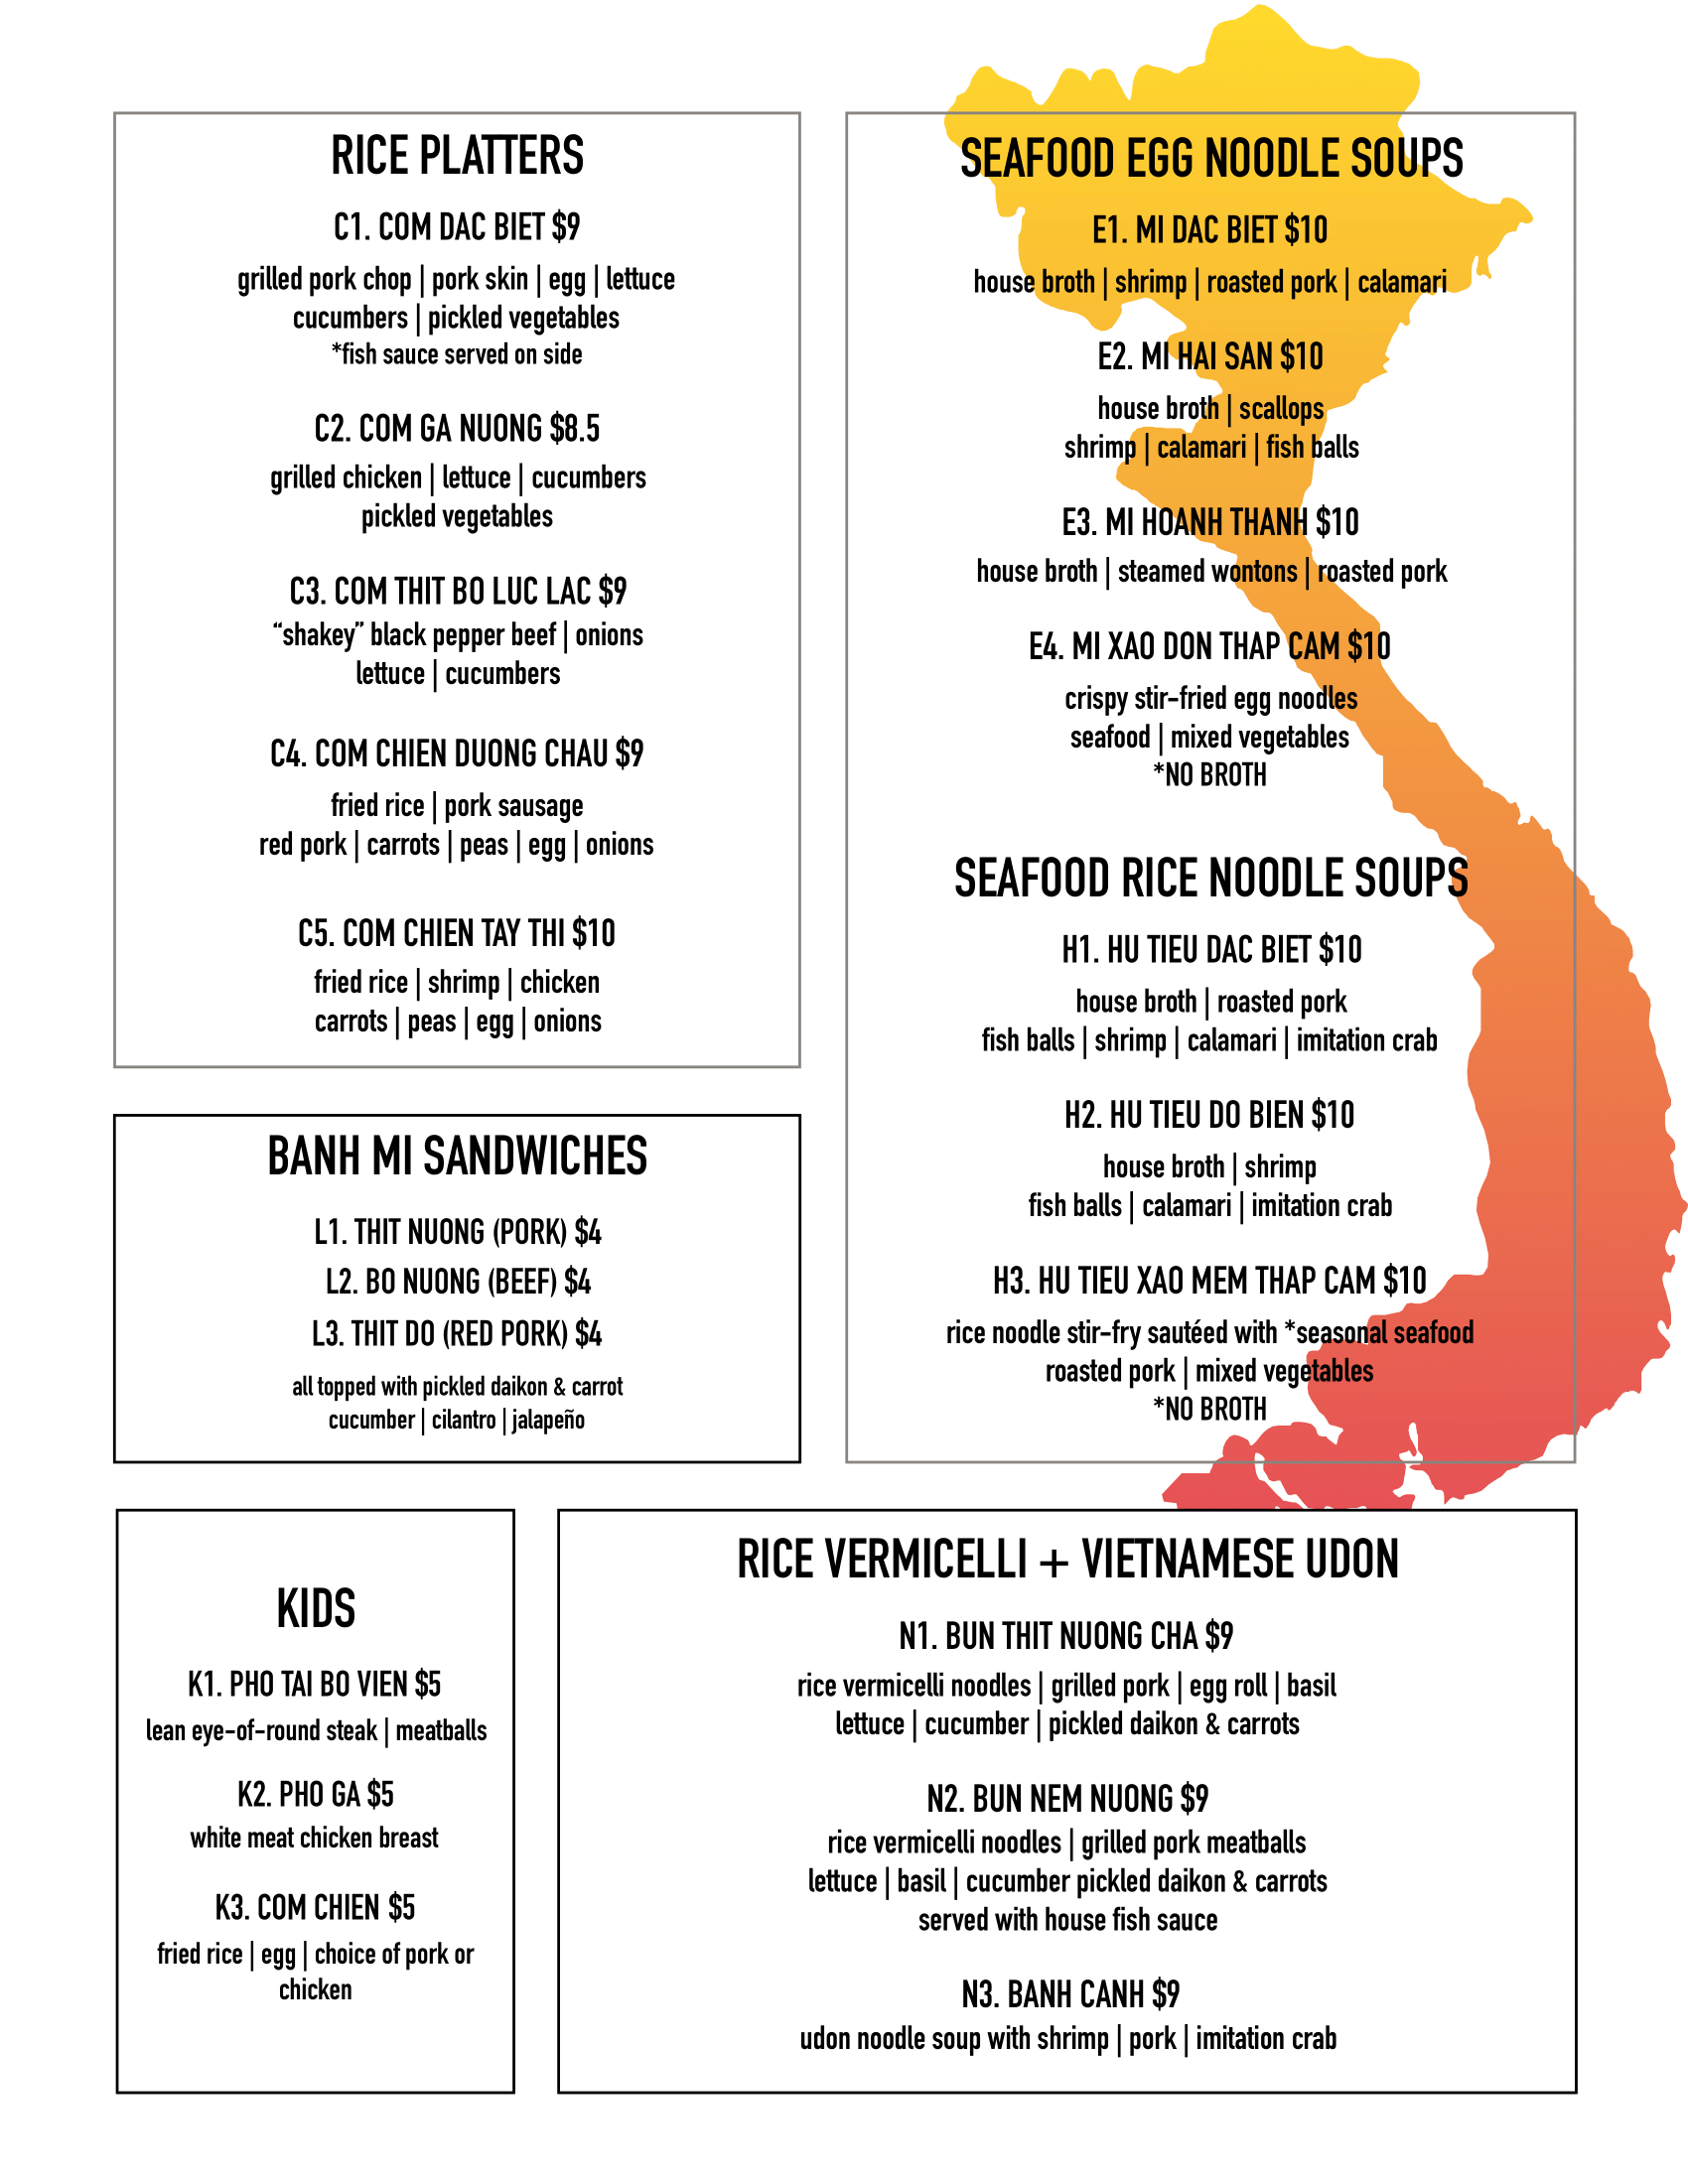 RICE PLATTERS
C1. COM DAC BIET $9
grilled pork chop | pork skin | egg | lettuce
cucumbers | pickled vegetables
*fish sauce served on side
C2. COM GA NUONG $8.5
grilled chicken | lettuce | cucumbers
pickled vegetables
C3. COM THIT BO LUC LAC $9
“shakey” black pepper beef | onions
lettuce | cucumbers
C4. COM CHIEN DUONG CHAU $9
fried rice | pork sausage
red pork | carrots | peas | egg | onions
C5. COM CHIEN TAY THI $10
fried rice | shrimp | chicken
carrots | peas | egg | onions
BANH MI SANDWICHES
L1. THIT NUONG (PORK) $4
L2. BO NUONG (BEEF) $4
L3. THIT DO (RED PORK) $4
all topped with pickled daikon & carrot
cucumber | cilantro | jalapeño
SEAFOOD EGG NOODLE SOUPS
E1. MI DAC BIET $10
house broth | shrimp | roasted pork | calamari
E2. MI HAI SAN $10
house broth | scallops
shrimp | calamari | fish balls
E3. MI HOANH THANH $10
house broth | steamed wontons | roasted pork
E4. MI XAO DON THAP CAM $10
crispy stir-fried egg noodles
seafood | mixed vegetables
*NO BROTH
SEAFOOD RICE NOODLE SOUPS
H1. HU TIEU DAC BIET $10
house broth | roasted pork
fish balls | shrimp | calamari | imitation crab
H2. HU TIEU DO BIEN $10
house broth | shrimp
fish balls | calamari | imitation crab
H3. HU TIEU XAO MEM THAP CAM $10
rice noodle stir-fry sautéed with *seasonal seafood
roasted pork | mixed vegetables
*NO BROTH
KIDS
K1. PHO TAI BO VIEN $5
lean eye-of-round steak | meatballs
K2. PHO GA $5
white meat chicken breast
K3. COM CHIEN $5
fried rice | egg | choice of pork or
chicken
RICE VERMICELLI + VIETNAMESE UDON
N1. BUN THIT NUONG CHA $9
rice vermicelli noodles | grilled pork | egg roll | basil
lettuce | cucumber | pickled daikon & carrots
N2. BUN NEM NUONG $9
rice vermicelli noodles | grilled pork meatballs
lettuce | basil | cucumber pickled daikon & carrots
served with house fish sauce
N3. BANH CANH $9
udon noodle soup with shrimp | pork | imitation crab